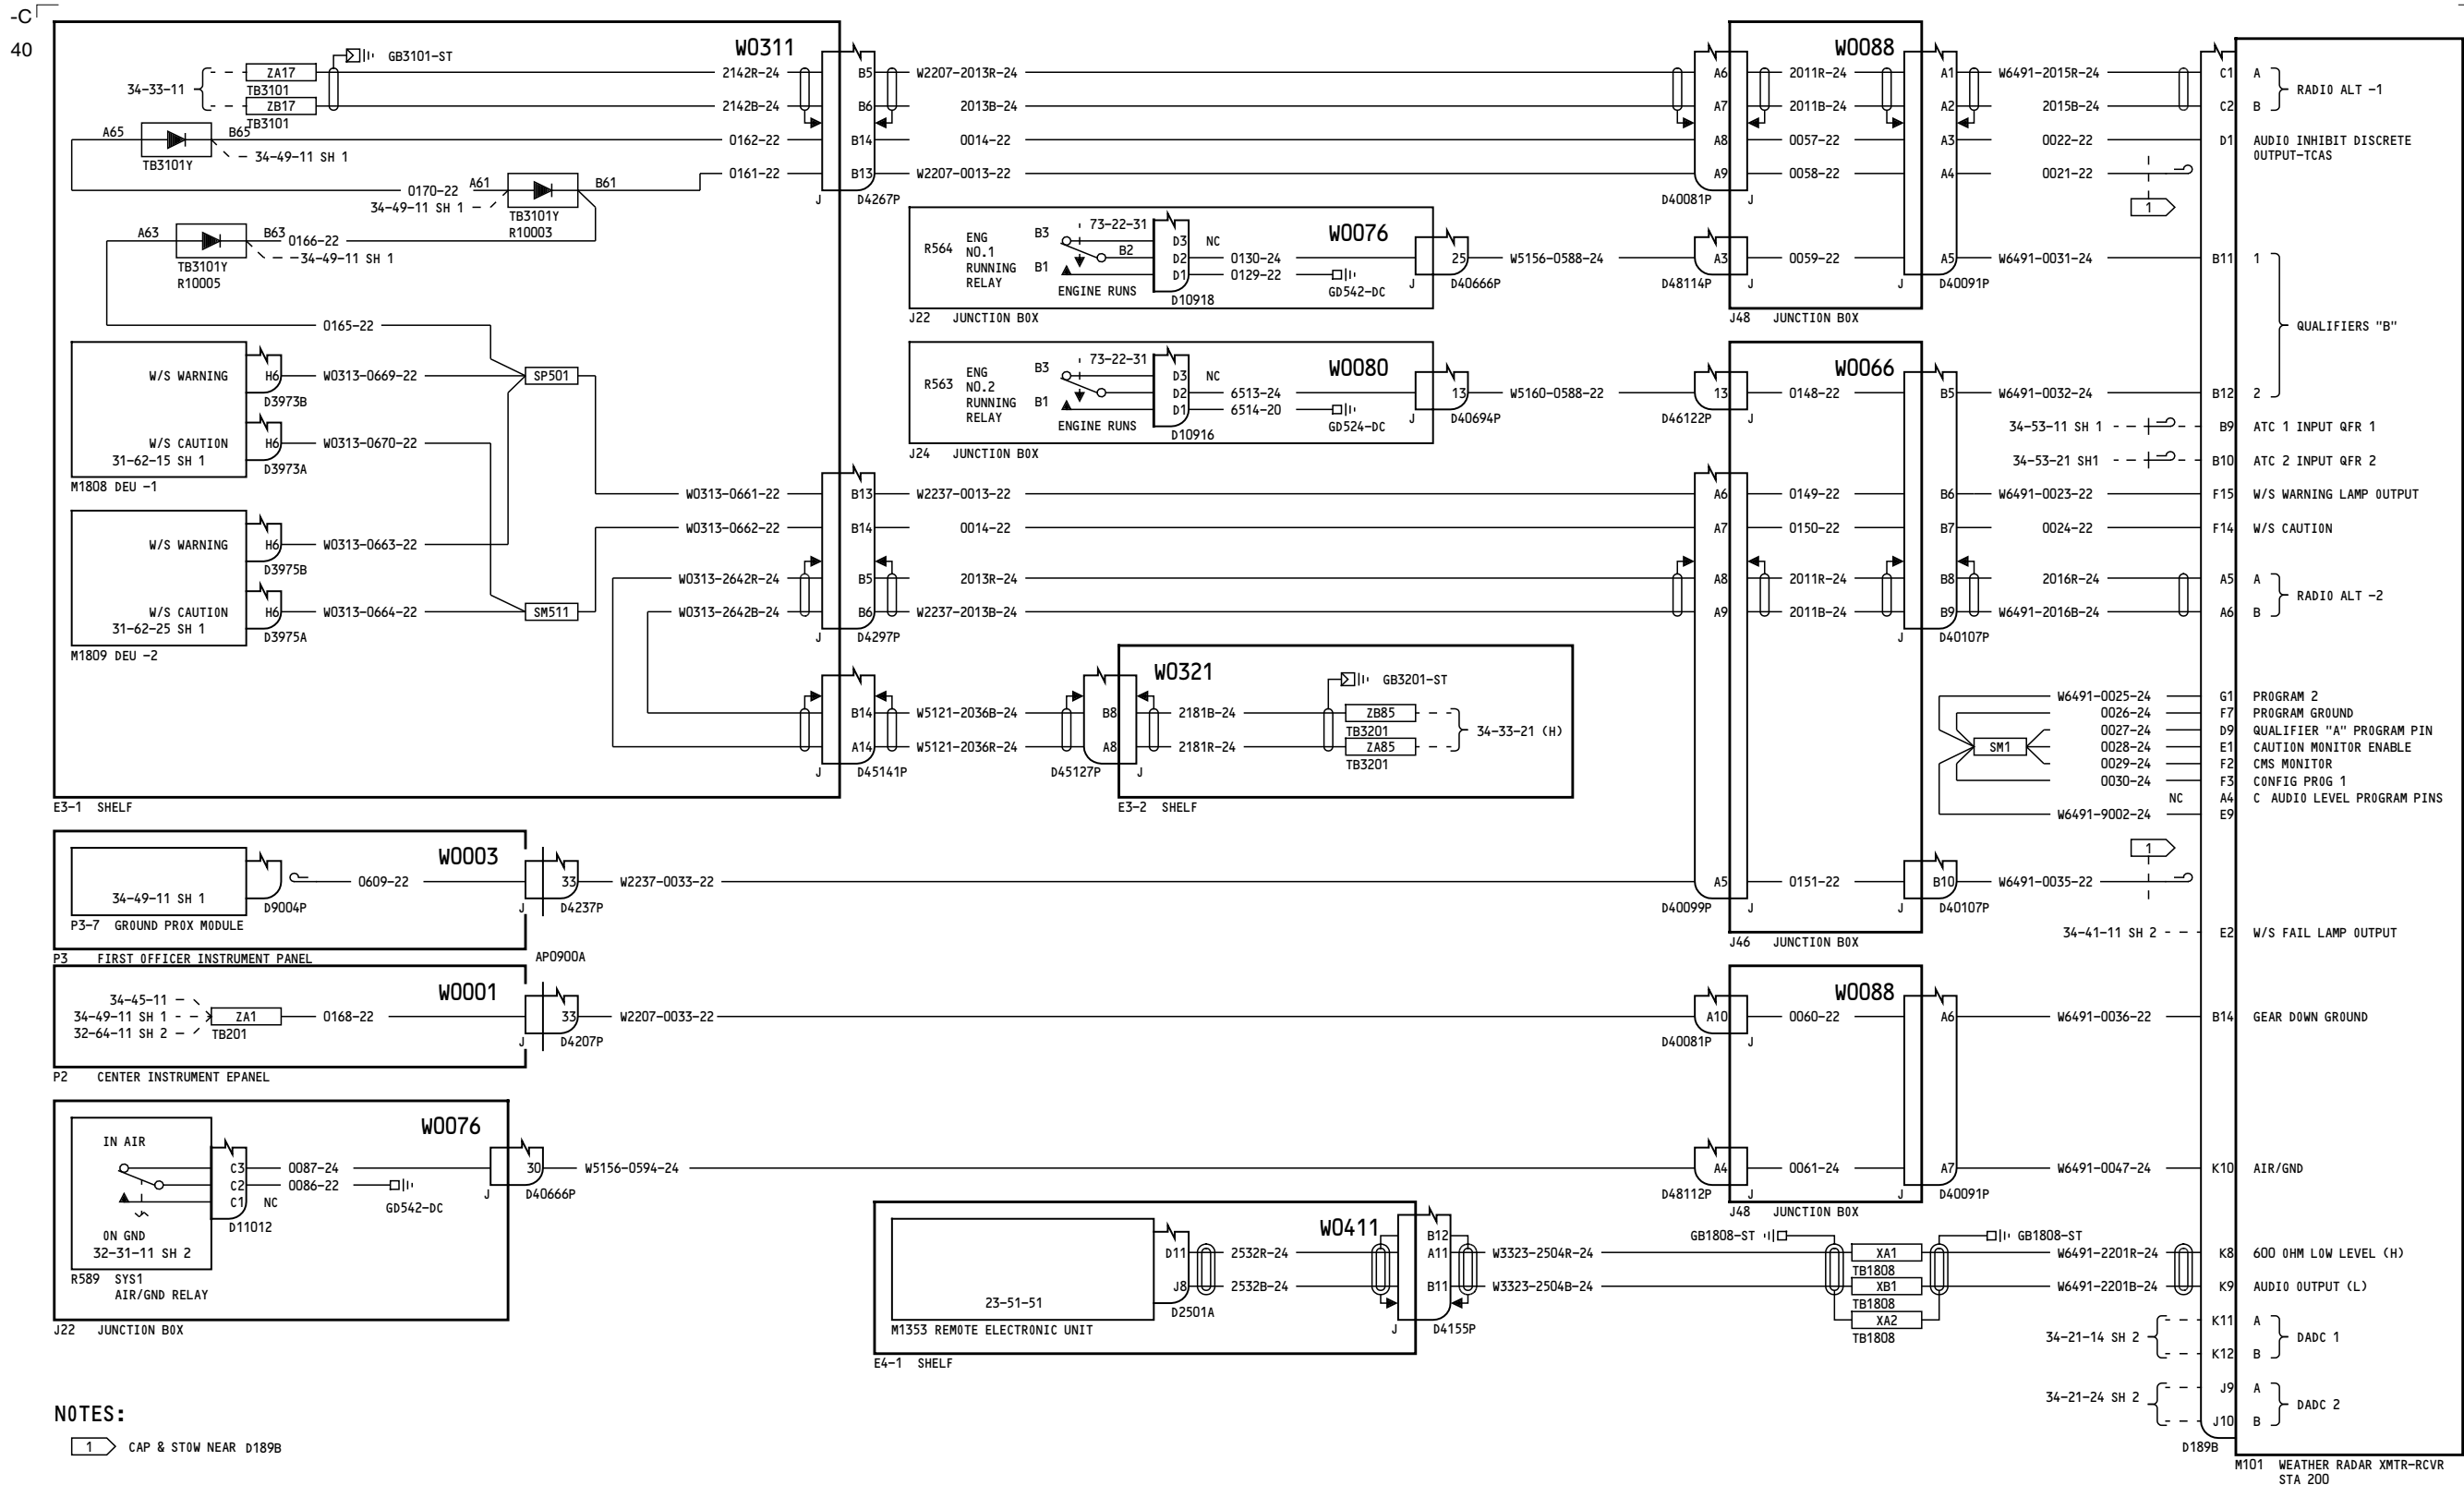 -C
40
W0311
GB3101-ST
34-33-11
ZA17
TB3101
ZB17
TB3101
2142R-24
2142B-24
A65
B65
TB3101Y
34-49-11 SH 1
0162-22
0170-22
A61
B61
34-49-11 SH 1
TB3101Y
R10003
0161-22
A63
B63
0166-22
34-49-11 SH 1
TB3101Y
R10005
0165-22
W/S WARNING
H6
W0313-0669-22
SP501
D3973B
W/S CAUTION
31-62-15 SH 1
H6
W0313-0670-22
D3973A
M1808 DEU -1
W/S WARNING
H6
W0313-0663-22
D3975B
W/S CAUTION
31-62-25 SH 1
H6
W0313-0664-22
SM511
D3975A
M1809 DEU -2
W0313-0661-22
W0313-0662-22
W0313-2642R-24
W0313-2642B-24
E3-1 SHELF
B5
B6
B14
B13
J
D4267P
W2207-2013R-24
2013B-24
0014-22
W2207-0013-22
R564
ENG
NO.1
RUNNING
RELAY
B3
73-22-31
B2
B1
ENGINE RUNS
D3
D2
D1
D10918
NC
0130-24
0129-22
GD542-DC
W0076
25
J
D40666P
W5156-0588-24
J22 JUNCTION BOX
R563
ENG
NO.2
RUNNING
RELAY
B3
73-22-31
B1
ENGINE RUNS
D3
D2
D1
D10916
NC
6513-24
6514-20
GD524-DC
W0080
13
J
D40694P
W5160-0588-22
J24 JUNCTION BOX
B13
B14
B5
B6
J
D4297P
W2237-0013-22
0014-22
2013R-24
W2237-2013B-24
B14
A14
J
D45141P
W5121-2036B-24
W5121-2036R-24
B8
A8
D45127P
J
W0321
GB3201-ST
2181B-24
ZB85
TB3201
2181R-24
ZA85
TB3201
34-33-21 (H)
E3-2 SHELF
W0088
A6
A7
A8
A9
D40081P
J
2011R-24
2011B-24
0057-22
0058-22
A3
D48114P
J
0059-22
A1
A2
A3
A4
A5
J
D40091P
J48 JUNCTION BOX
W6491-2015R-24
2015B-24
0022-22
0021-22
1
W6491-0031-24
W0066
13
D46122P
J
0148-22
B5
W6491-0032-24
34-53-11 SH 1
34-53-21 SH1
A6
A7
A8
A9
A5
D40099P
J
0149-22
0150-22
2011R-24
2011B-24
0151-22
B6
B7
B8
B9
J
D40107P
B10
J
D40107P
W6491-0023-22
0024-22
2016R-24
W6491-2016B-24
SM1
W6491-0025-24
0026-24
0027-24
0028-24
0029-24
0030-24
NC
W6491-9002-24
1
W6491-0035-22
J46 JUNCTION BOX
34-41-11 SH 2
W0003
34-49-11 SH 1
D9004P
0609-22
33
J
D4237P
W2237-0033-22
P3-7 GROUND PROX MODULE
AP0900A
P3 FIRST OFFICER INSTRUMENT PANEL
W0001
34-45-11
34-49-11 SH 1
32-64-11 SH 2
ZA1
TB201
0168-22
33
J
D4207P
W2207-0033-22
P2 CENTER INSTRUMENT EPANEL
W0088
A10
D40081P
J
0060-22
A6
W6491-0036-22
A4
D48112P
J
0061-24
A7
J
D40091P
W6491-0047-24
J48 JUNCTION BOX
W0076
IN AIR
ON GND
32-31-11 SH 2
C3
C2
C1
D11012
0087-24
0086-22
NC
GD542-DC
30
J
D40666P
W5156-0594-24
R589 SYS1
AIR/GND RELAY
J22 JUNCTION BOX
W0411
23-51-51
D11
J8
D2501A
2532R-24
2532B-24
B12
A11
B11
J
D4155P
W3323-2504R-24
W3323-2504B-24
M1353 REMOTE ELECTRONIC UNIT
E4-1 SHELF
GB1808-ST
GB1808-ST
XA1
TB1808
XB1
TB1808
XA2
TB1808
W6491-2201R-24
W6491-2201B-24
34-21-14 SH 2
34-21-24 SH 2
C1 A
C2 B
RADIO ALT -1
D1 AUDIO INHIBIT DISCRETE
OUTPUT-TCAS
B11 1
B12 2
QUALIFIERS "B"
B9 ATC 1 INPUT QFR 1
B10 ATC 2 INPUT QFR 2
F15 W/S WARNING LAMP OUTPUT
F14 W/S CAUTION
A5 A
A6 B
RADIO ALT -2
G1 PROGRAM 2
F7 PROGRAM GROUND
D9 QUALIFIER "A" PROGRAM PIN
E1 CAUTION MONITOR ENABLE
F2 CMS MONITOR
F3 CONFIG PROG 1
A4 C AUDIO LEVEL PROGRAM PINS
E9
E2 W/S FAIL LAMP OUTPUT
B14 GEAR DOWN GROUND
K10 AIR/GND
K8 600 OHM LOW LEVEL (H)
K9 AUDIO OUTPUT (L)
K11 A
K12 B
DADC 1
J9 A
J10 B
DADC 2
D189B
M101 WEATHER RADAR XMTR-RCVR
STA 200
NOTES:
1 CAP & STOW NEAR D189B